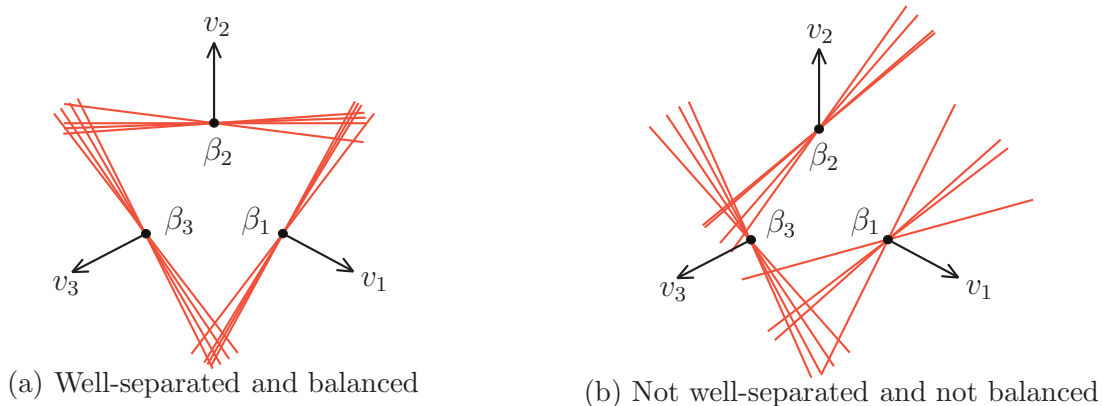 v₂
β₂
β₃
β₁
v₃
v₁
(a) Well-separated and balanced
v₂
β₂
β₃
β₁
v₃
v₁
(b) Not well-separated and not balanced